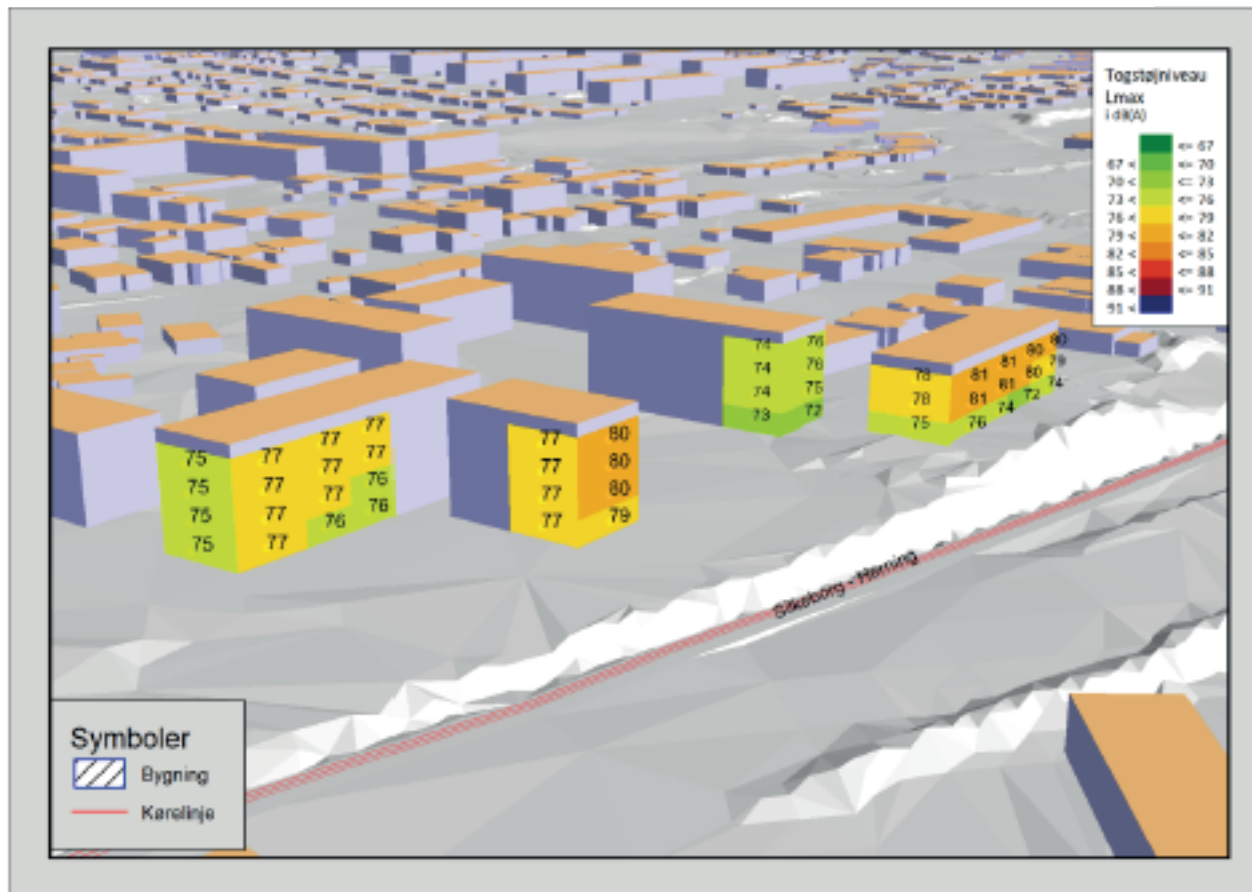 Togstøjniveau
Lmax
i dB(A)
<= 67
67 < <= 70
70 < <= 73
73 < <= 76
76 < <= 79
79 < <= 82
82 < <= 85
85 < <= 88
88 < <= 91
91 <
74 76
74 76
74 75
73 72
78 81 81 80 80
78 81 81 80 79
75 76 74 72 74
75 77 77 77
75 77 77 77
75 77 77 76
75 77 76 76
77 80
77 80
77 80
77 79
Silkeborg - Herning
Symboler
Bygning
Kørelinje